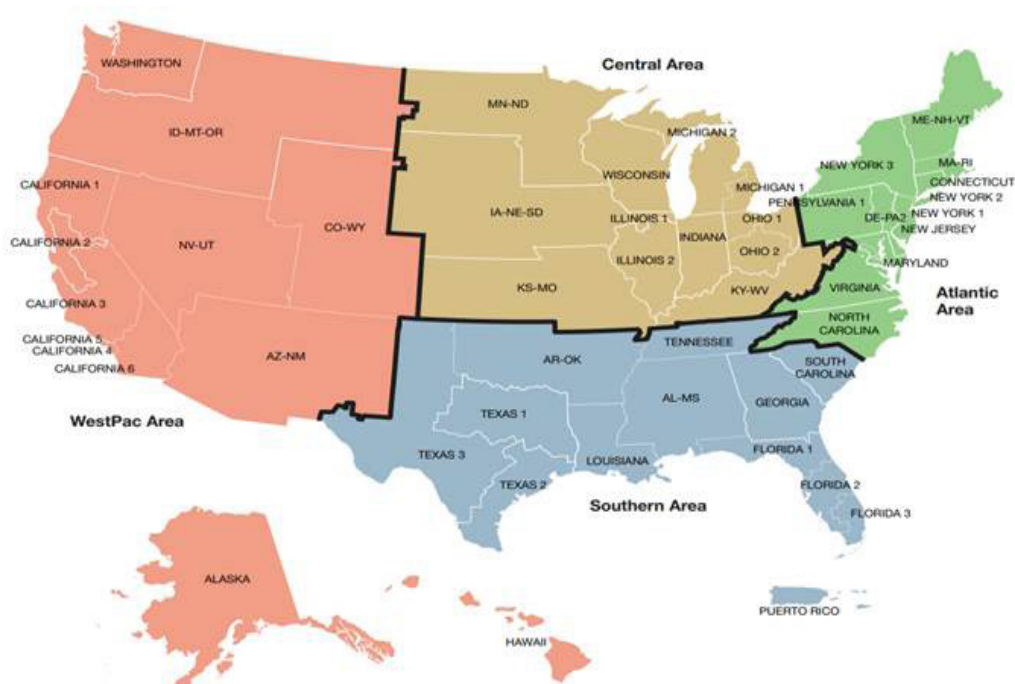 Central Area
WASHINGTON
MN-ND
ME-NH-VT
ID-MT-OR
MICHIGAN 2
NEW YORK 3
MA-RI
CALIFORNIA 1
WISCONSIN
CONNECTICUT
MICHIGAN 1
NEW YORK 2
PENNSYLVANIA 1
IA-NE-SD
ILLINOIS 1
OHIO 1
DE-PA2
NEW YORK 1
CO-WY
NEW JERSEY
CALIFORNIA 2
NV-UT
INDIANA
OHIO 2
ILLINOIS 2
MARYLAND
KS-MO
KY-WV
VIRGINIA
Atlantic
Area
CALIFORNIA 3
NORTH
CAROLINA
CALIFORNIA 5
CALIFORNIA 4
TENNESSEE
AZ-NM
AR-OK
CALIFORNIA 6
SOUTH
CAROLINA
AL-MS
GEORGIA
WestPac Area
TEXAS 1
FLORIDA 1
TEXAS 3
LOUISIANA
TEXAS 2
FLORIDA 2
Southern Area
FLORIDA 3
ALASKA
PUERTO RICO
HAWAII